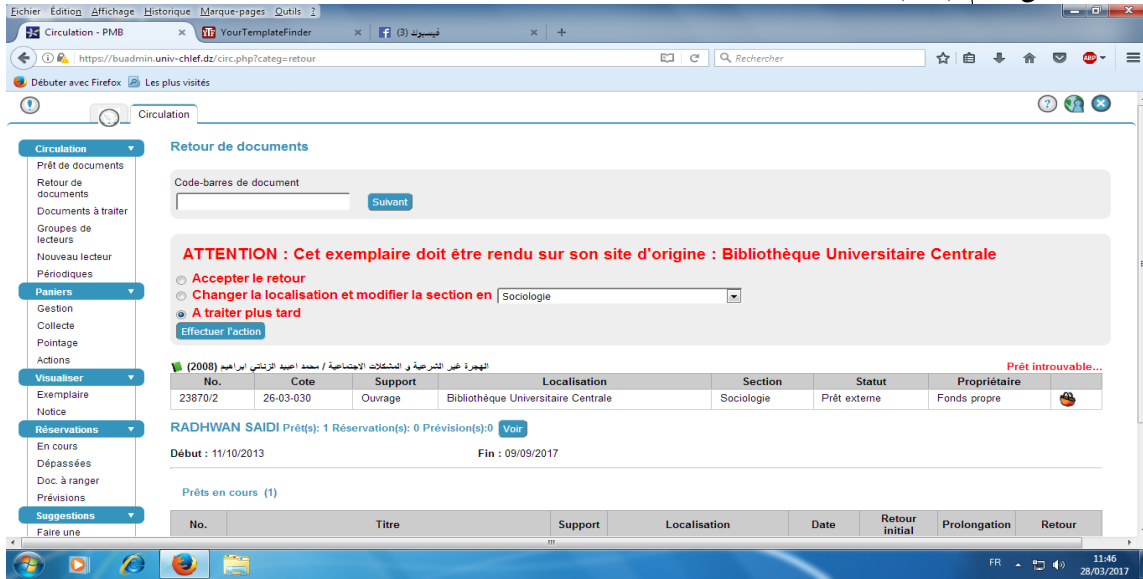 Fichier Édition Affichage Historique Marque-pages Outils ?
Circulation - PMB
YourTemplateFinder
(3) فيسبوك
https://buadmin.univ-chlef.dz/circ.php?categ=retour
Rechercher
ABP
Débuter avec Firefox Les plus visités
Circulation
Circulation
Prêt de documents
Retour de
documents
Documents à traiter
Groupes de
lecteurs
Nouveau lecteur
Périodiques
Paniers
Gestion
Collecte
Pointage
Actions
Visualiser
Exemplaire
Notice
Réservations
En cours
Dépassées
Doc. à ranger
Prévisions
Suggestions
Faire une
Retour de documents
Code-barres de document
Suivant
ATTENTION : Cet exemplaire doit être rendu sur son site d'origine : Bibliothèque Universitaire Centrale
Accepter le retour
Changer la localisation et modifier la section en Sociologie
A traiter plus tard
Effectuer l'action
الهجرة غير الشرعية و المشكلات الاجتماعية / محمد اعبيد الزناتي ابراهيم (2008)
Prêt introuvable...
No. Cote Support Localisation Section Statut Propriétaire
23870/2 26-03-030 Ouvrage Bibliothèque Universitaire Centrale Sociologie Prêt externe Fonds propre
RADHWAN SAIDI Prêt(s): 1 Réservation(s): 0 Prévision(s):0 Voir
Début : 11/10/2013 Fin : 09/09/2017
Prêts en cours (1)
No. Titre Support Localisation Date Retour initial Prolongation Retour
FR
11:46
28/03/2017